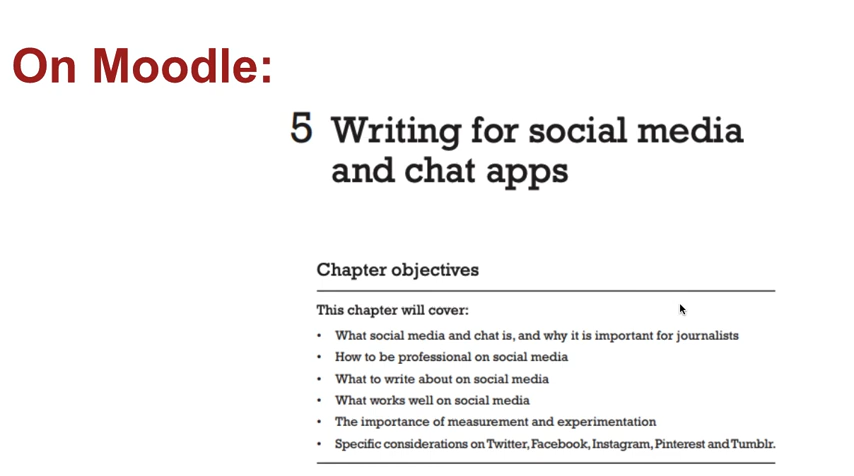 On Moodle:
5 Writing for social media
and chat apps
Chapter objectives
This chapter will cover:
• What social media and chat is, and why it is important for journalists
• How to be professional on social media
• What to write about on social media
• What works well on social media
• The importance of measurement and experimentation
• Specific considerations on Twitter, Facebook, Instagram, Pinterest and Tumblr.